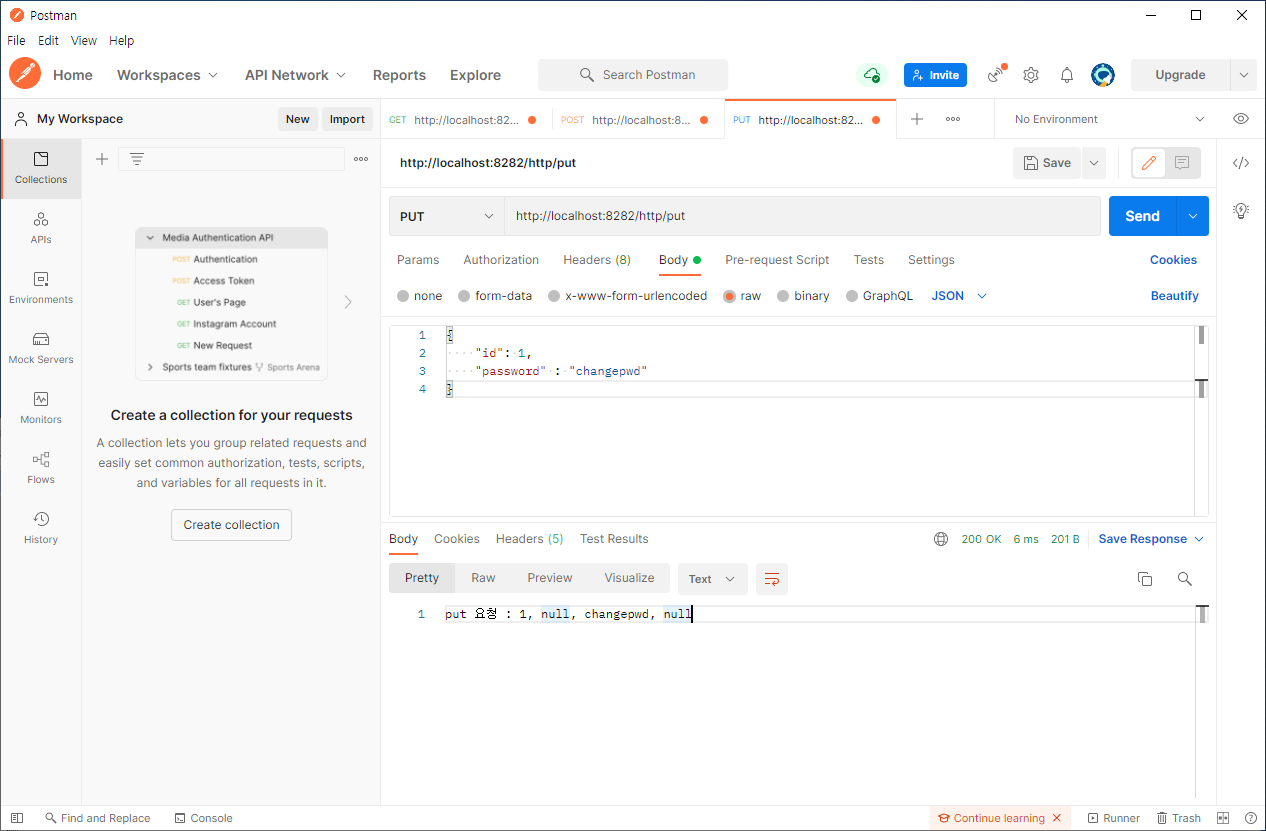 Postman
File Edit View Help
Home Workspaces API Network Reports Explore Search Postman Invite Upgrade
My Workspace New Import
GET http://localhost:82... POST http://localhost:8... PUT http://localhost:82... No Environment
Collections
APIs
Environments
Mock Servers
Monitors
Flows
History
Media Authentication API
POST Authentication
POST Access Token
GET User's Page
GET Instagram Account
GET New Request
Sports team fixtures Sports Arena
Create a collection for your requests
A collection lets you group related requests and
easily set common authorization, tests, scripts,
and variables for all requests in it.
Create collection
http://localhost:8282/http/put Save
PUT http://localhost:8282/http/put Send
Params Authorization Headers (8) Body Pre-request Script Tests Settings Cookies
none form-data x-www-form-urlencoded raw binary GraphQL JSON Beautify
1 {
2 "id": 1,
3 "password" : "changepwd"
4 }
Body Cookies Headers (5) Test Results 200 OK 6 ms 201 B Save Response
Pretty Raw Preview Visualize Text
1 put 요청 : 1, null, changepwd, null
Find and Replace Console Continue learning Runner Trash